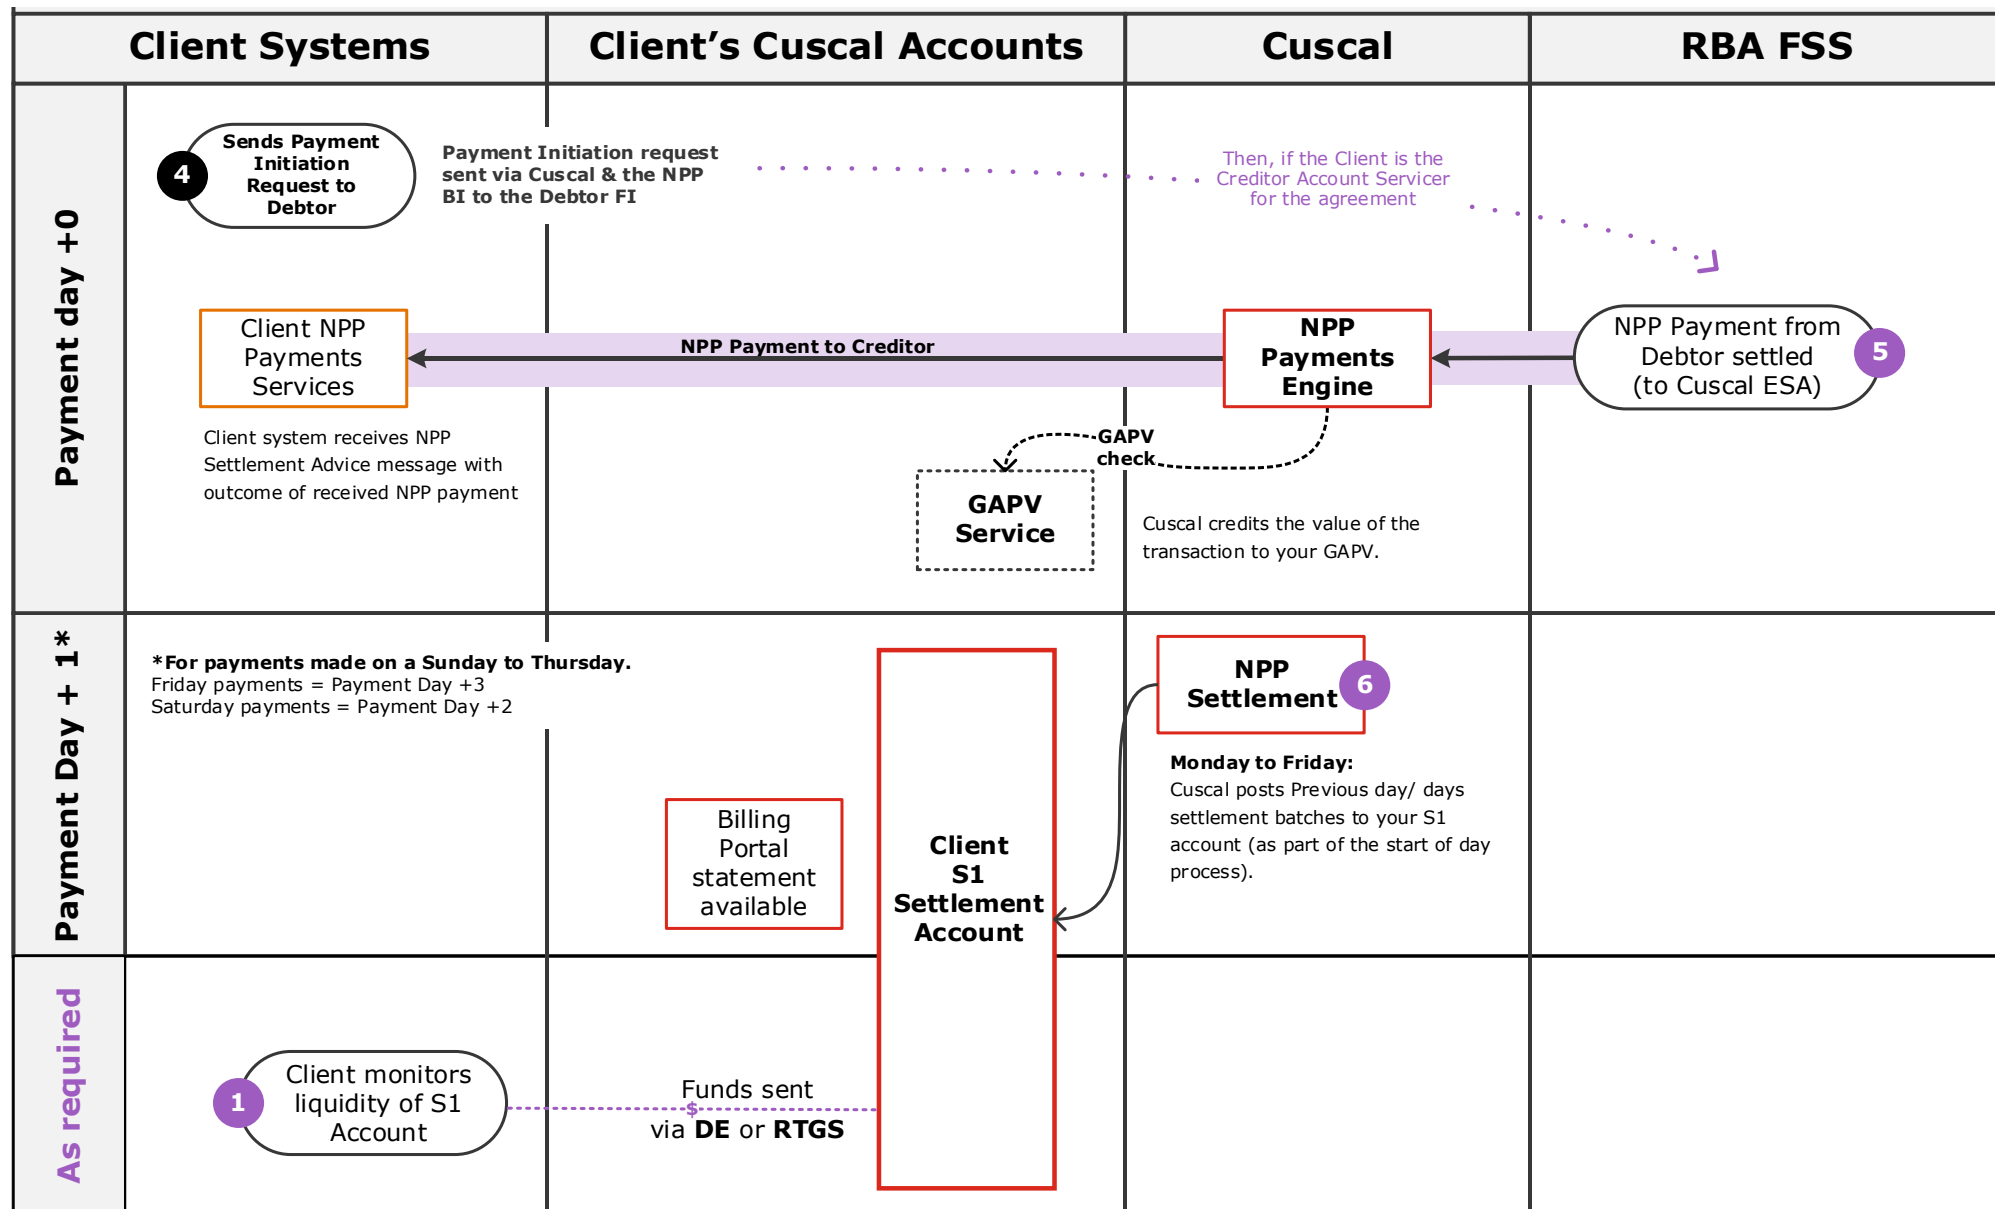 Client Systems
Client’s Cuscal Accounts
Cuscal
RBA FSS
Payment day +0
4
Sends Payment
Initiation
Request to
Debtor
Payment Initiation request
sent via Cuscal & the NPP
BI to the Debtor FI
Then, if the Client is the
Creditor Account Servicer
for the agreement
Client NPP
Payments
Services
NPP Payment to Creditor
NPP
Payments
Engine
NPP Payment from
Debtor settled
(to Cuscal ESA)
5
Client system receives NPP
Settlement Advice message with
outcome of received NPP payment
GAPV
check
GAPV
Service
Cuscal credits the value of the
transaction to your GAPV.
Payment Day + 1*
*For payments made on a Sunday to Thursday.
Friday payments = Payment Day +3
Saturday payments = Payment Day +2
NPP
Settlement
6
Monday to Friday:
Cuscal posts Previous day/ days
settlement batches to your S1
account (as part of the start of day
process).
Billing
Portal
statement
available
Client
S1
Settlement
Account
As required
1
Client monitors
liquidity of S1
Account
Funds sent
$
via DE or RTGS